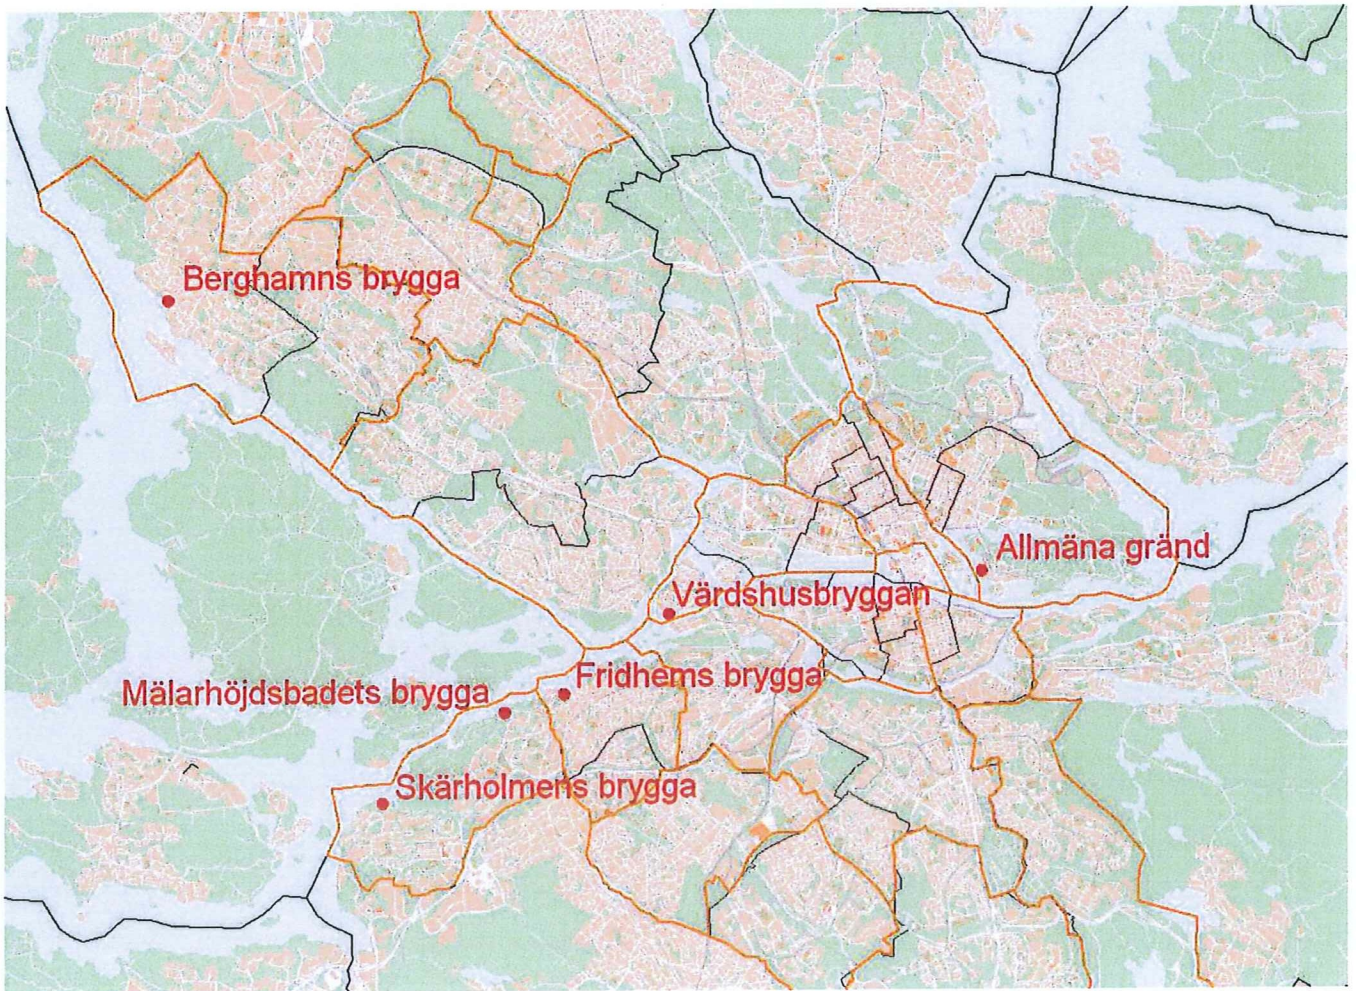 Berghamns brygga
Allmäna gränd
Värdshusbryggan
Fridhems brygga
Mälarhöjdsbadets brygga
Skärholmens brygga